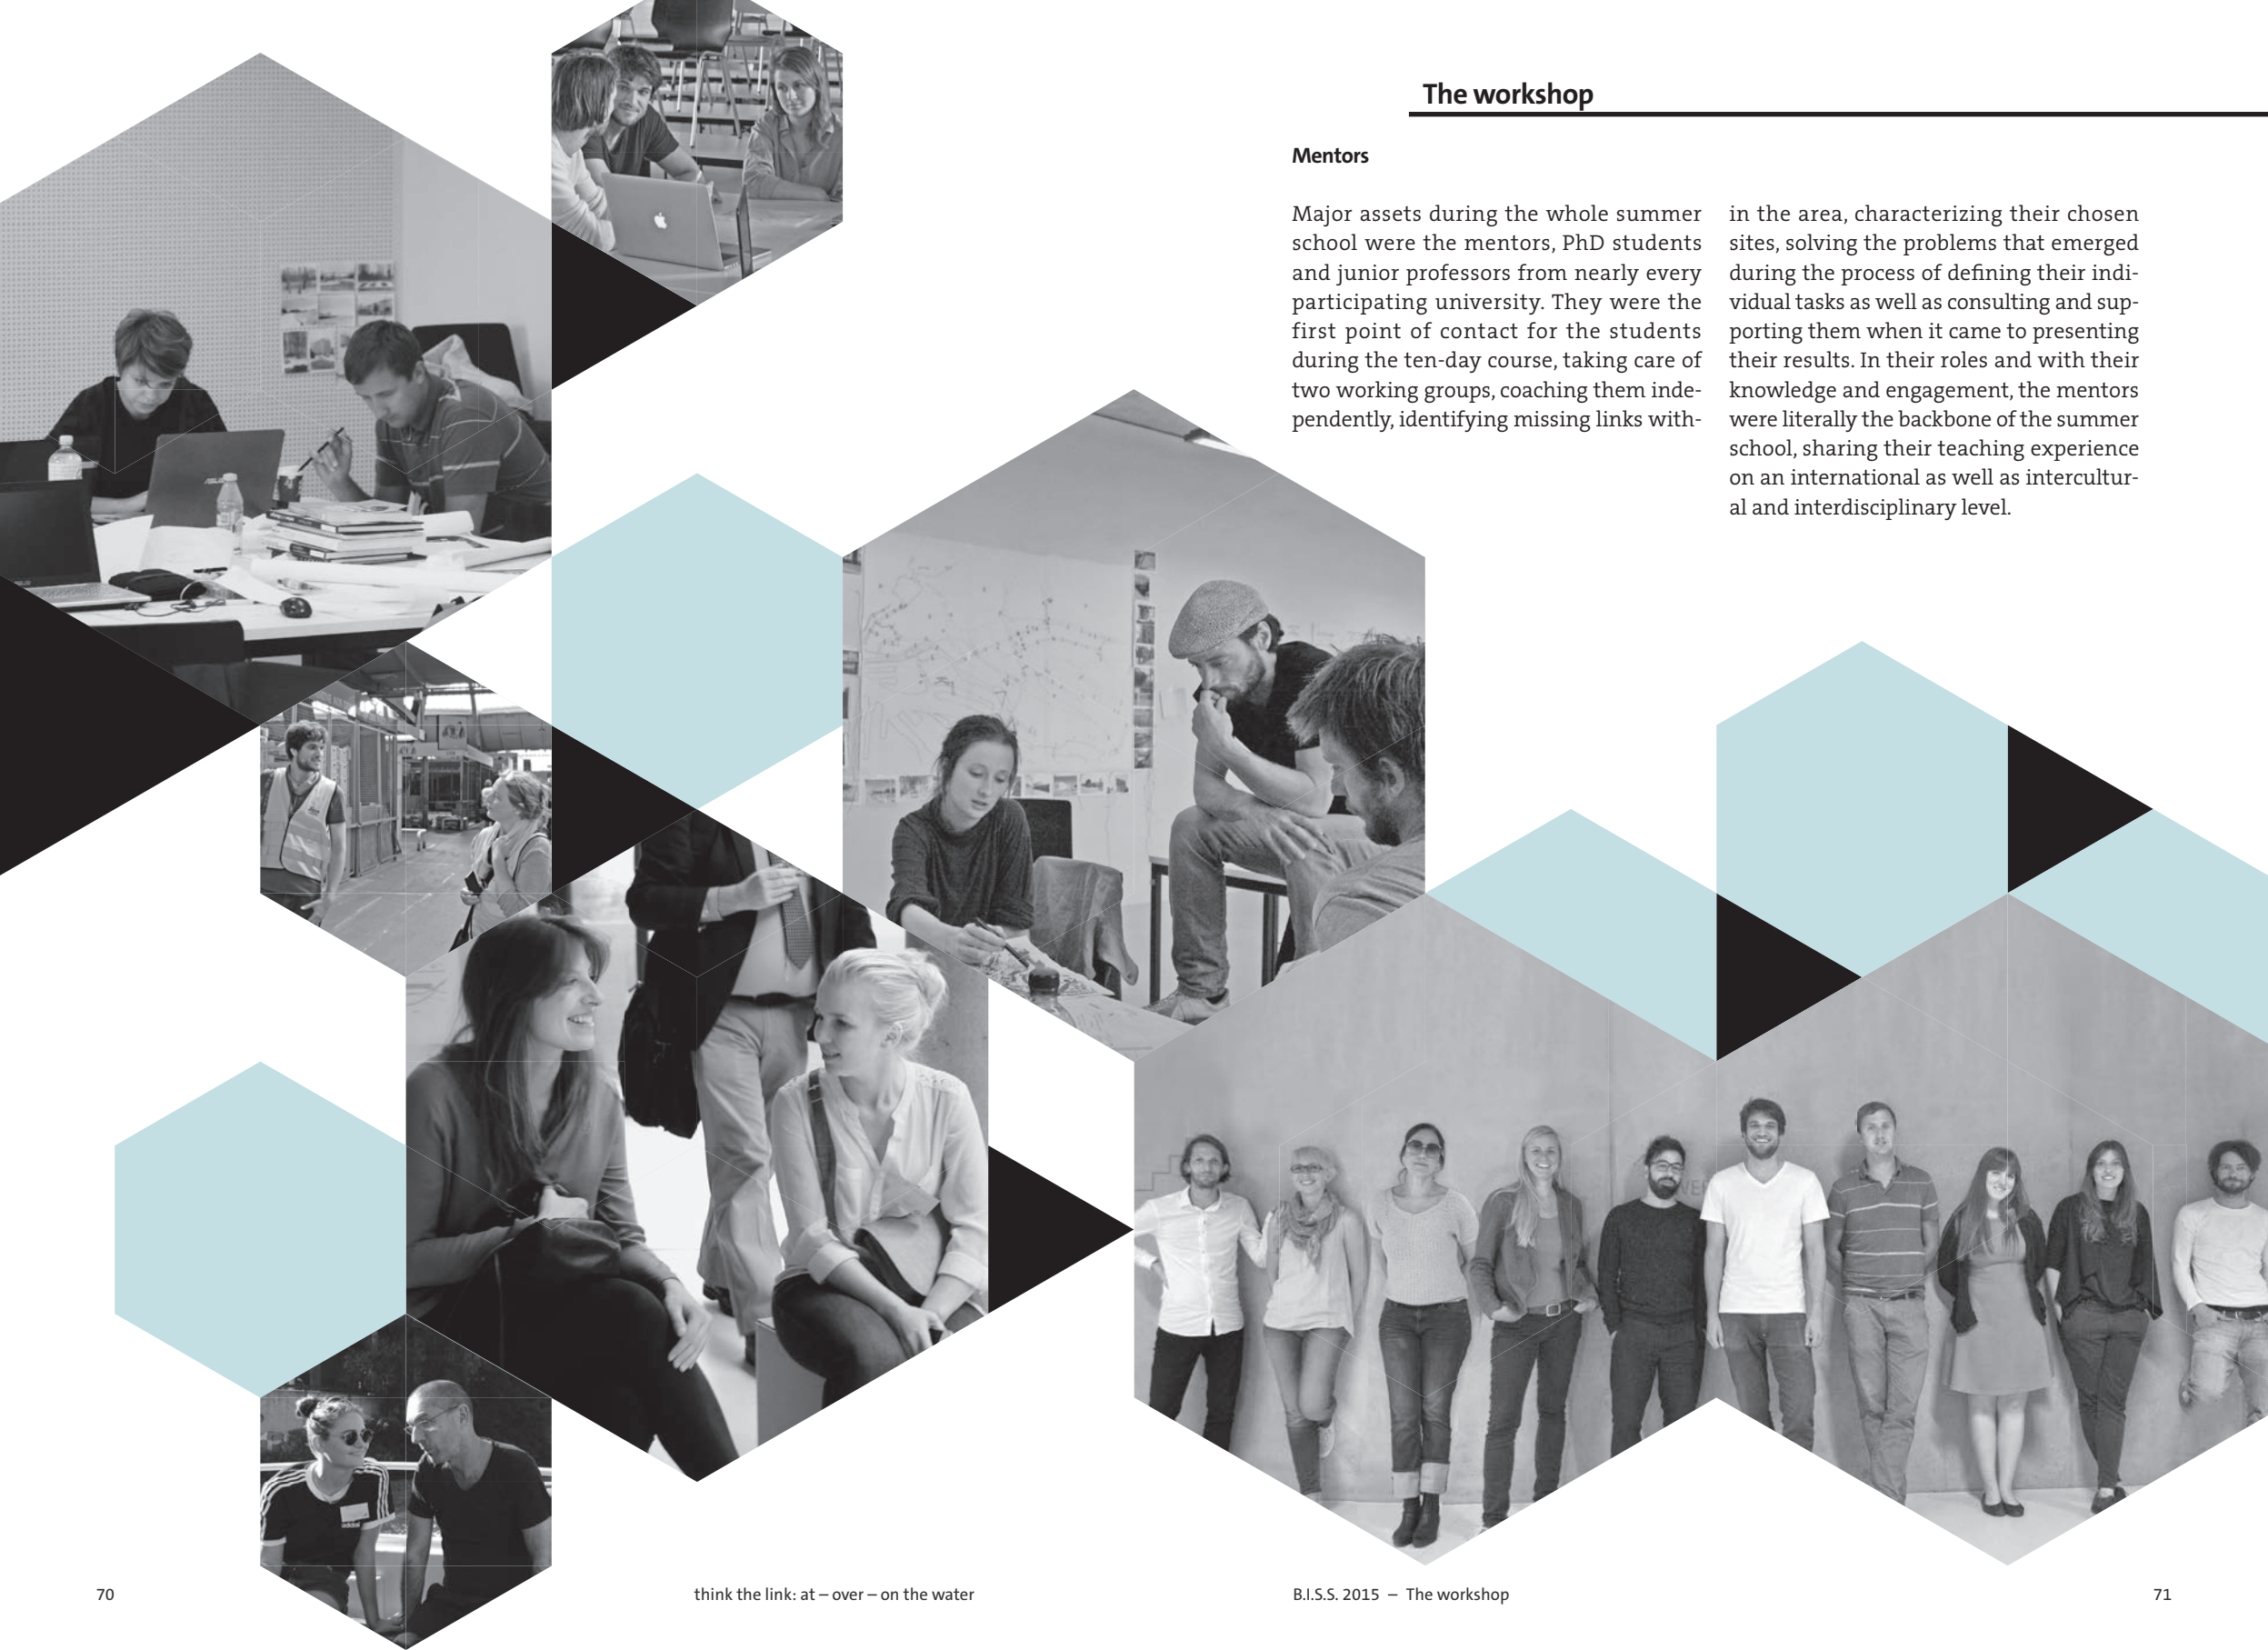 The workshop
Mentors
Major assets during the whole summer
school were the mentors, PhD students
and junior professors from nearly every
participating university. They were the
first point of contact for the students
during the ten-day course, taking care of
two working groups, coaching them inde-
pendently, identifying missing links with-
in the area, characterizing their chosen
sites, solving the problems that emerged
during the process of defining their indi-
vidual tasks as well as consulting and sup-
porting them when it came to presenting
their results. In their roles and with their
knowledge and engagement, the mentors
were literally the backbone of the summer
school, sharing their teaching experience
on an international as well as intercultur-
al and interdisciplinary level.
adidas
70
think the link: at – over – on the water
B.I.S.S. 2015 – The workshop
71